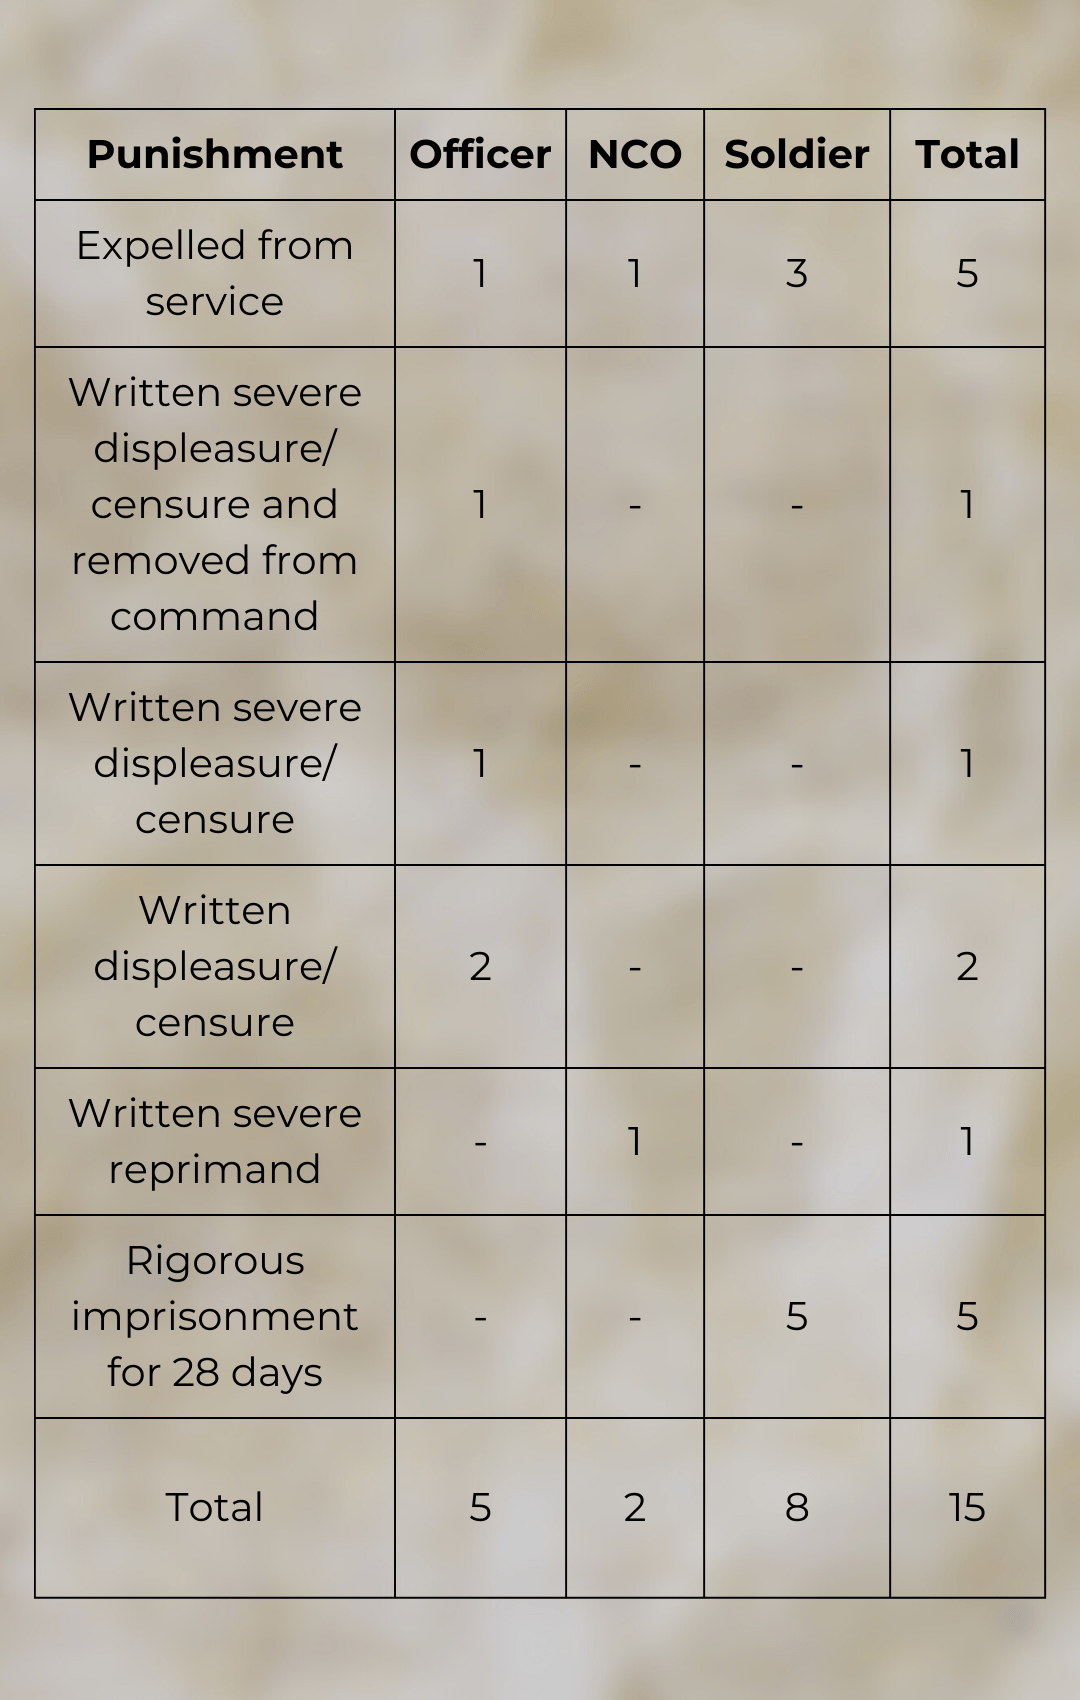 Punishment Officer NCO Soldier Total
Expelled from
service
1 1 3 5
Written severe
displeasure/
censure and
removed from
command
1 - - 1
Written severe
displeasure/
censure
1 - - 1
Written
displeasure/
censure
2 - - 2
Written severe
reprimand
- 1 - 1
Rigorous
imprisonment
for 28 days
- - 5 5
Total 5 2 8 15